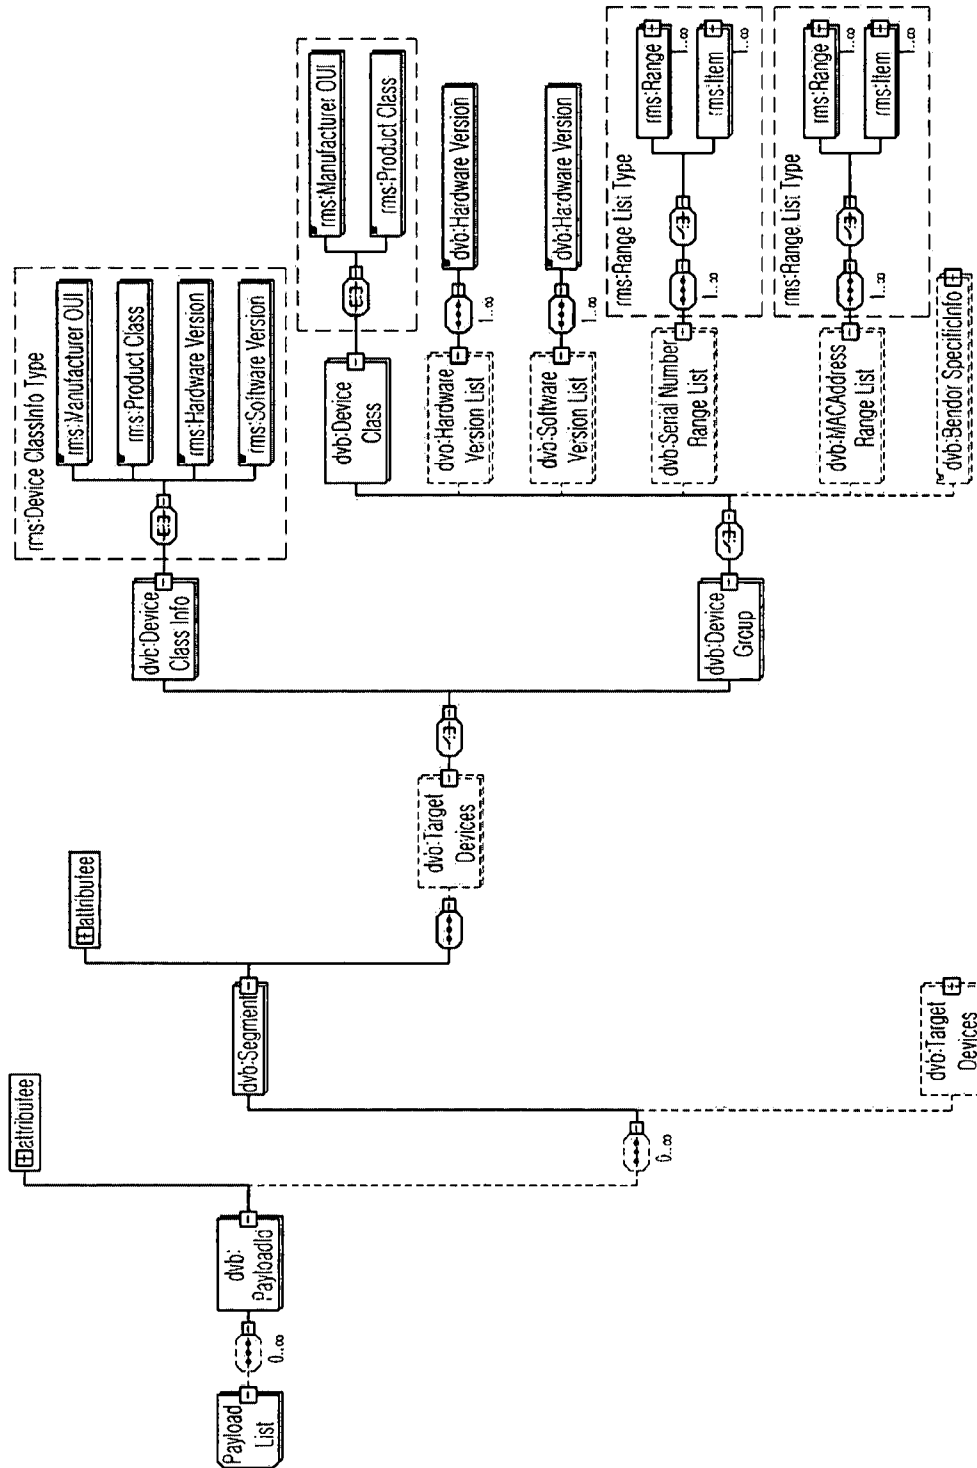 Payload
List
0..∞
dvb:
PayloadId
attributee
0..∞
dvb:Segment
attributee
dvb:Target
Devices
dvb:Target
Devices
dvb:Device
Class Info
rms:Device ClassInfo Type
rms:Manufacturer OUI
rms:Product Class
rms:Hardware Version
rms:Software Version
dvb:Device
Group
dvb:Device
Class
rms:Manufacturer OUI
rms:Product Class
dvb:Hardware
Version List
1..∞
dvb:Hardware Version
dvb:Software
Version List
1..∞
dvb:Hardware Version
dvb:Serial Number
Range List
rms:Range List Type
1..∞
rms:Range
1..∞
rms:Item
1..∞
dvb:MACAddress
Range List
rms:Range List Type
1..∞
rms:Range
1..∞
rms:Item
1..∞
dvb:Bendor SpecificInfo